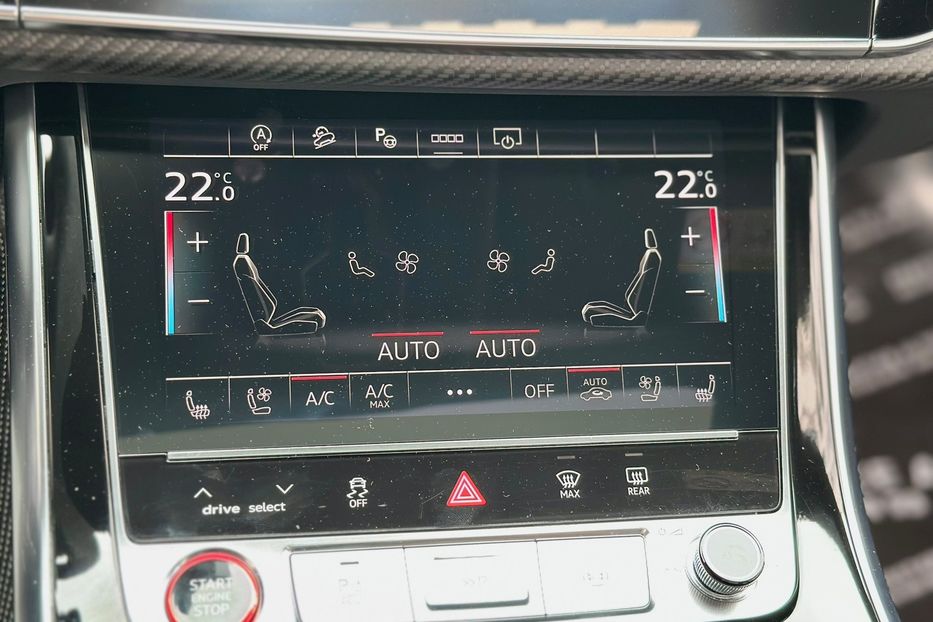 A
OFF
P
22.0°C
22.0°C
+
+
−
−
AUTO
AUTO
A/C
A/C
MAX
OFF
AUTO
drive select
OFF
MAX
REAR
START
ENGINE
STOP